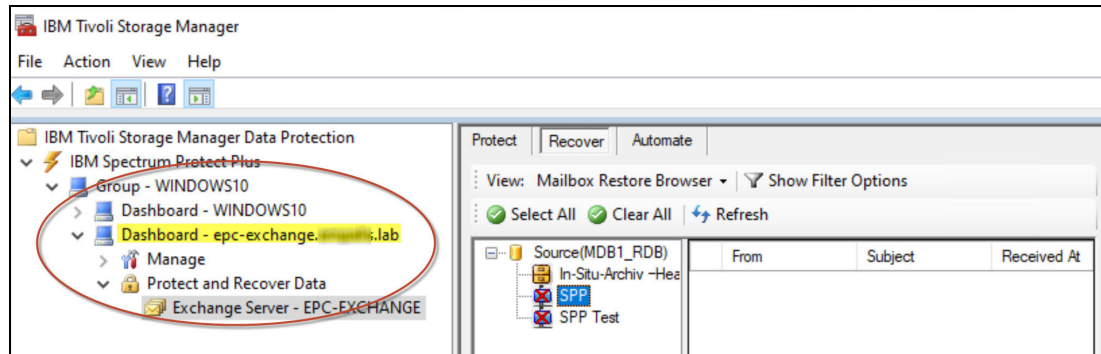 IBM Tivoli Storage Manager
File Action View Help
IBM Tivoli Storage Manager Data Protection
IBM Spectrum Protect Plus
Group - WINDOWS10
Dashboard - WINDOWS10
Dashboard - epc-exchange. s.lab
Manage
Protect and Recover Data
Exchange Server - EPC-EXCHANGE
Protect Recover Automate
View: Mailbox Restore Browser Show Filter Options
Select All Clear All Refresh
Source(MDB1_RDB)
In-Situ-Archiv -Hea
SPP
SPP Test
From Subject Received At